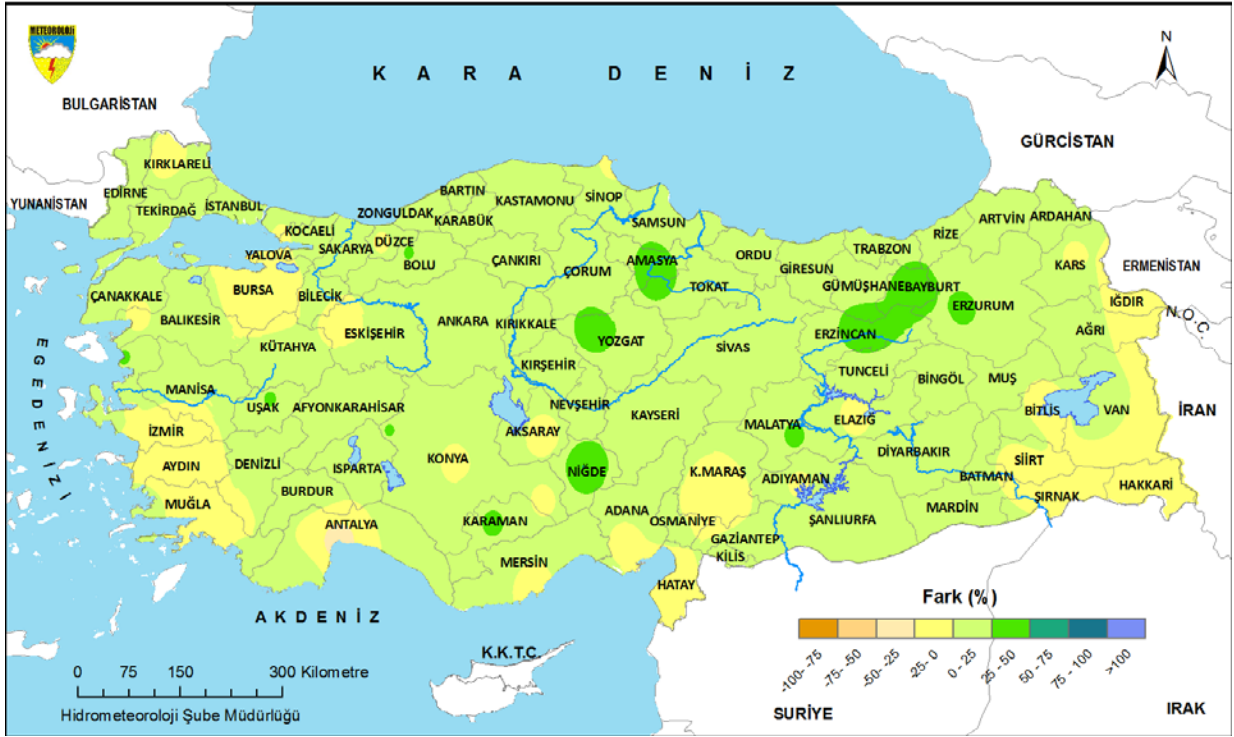 METEOROLOJİ
N
KARA DENİZ
BULGARİSTAN
GÜRCİSTAN
KIRKLARELİ
YUNANİSTAN
EDİRNE
TEKİRDAĞ
İSTANBUL
ZONGULDAK
BARTIN
KARABÜK
KASTAMONU
SİNOP
SAMSUN
ARTVİN
ARDAHAN
RİZE
TRABZON
KOCAELİ
SAKARYA
DÜZCE
YALOVA
BOLU
ÇANKIRI
ÇORUM
AMASYA
ORDU
GİRESUN
KARS
ERMENİSTAN
ÇANAKKALE
BURSA
BİLECİK
TOKAT
GÜMÜŞHANE
BAYBURT
ERZURUM
IĞDIR
N.Ö.C.
BALIKESİR
ESKİŞEHİR
ANKARA
KIRIKKALE
YOZGAT
SİVAS
ERZİNCAN
AĞRI
KÜTAHYA
KIRŞEHİR
TUNCELİ
BİNGÖL
MUŞ
EGE DENİZİ
MANİSA
UŞAK
AFYONKARAHİSAR
NEVŞEHİR
KAYSERİ
BİTLİS
VAN
İRAN
İZMİR
AKSARAY
MALATYA
ELAZIĞ
DİYARBAKIR
AYDIN
DENİZLİ
ISPARTA
KONYA
NİĞDE
K.MARAŞ
ADIYAMAN
BATMAN
SİİRT
HAKKARİ
MUĞLA
BURDUR
ANTALYA
KARAMAN
ADANA
OSMANİYE
ŞANLIURFA
MARDİN
ŞIRNAK
GAZİANTEP
KİLİS
MERSİN
HATAY
AKDENİZ
K.K.T.C.
Fark (%)
-100- -75
-75- -50
-50- -25
-25- 0
0 - 25
25 - 50
50 - 75
75 - 100
>100
0 75 150 300 Kilometre
Hidrometeoroloji Şube Müdürlüğü
SURİYE
IRAK